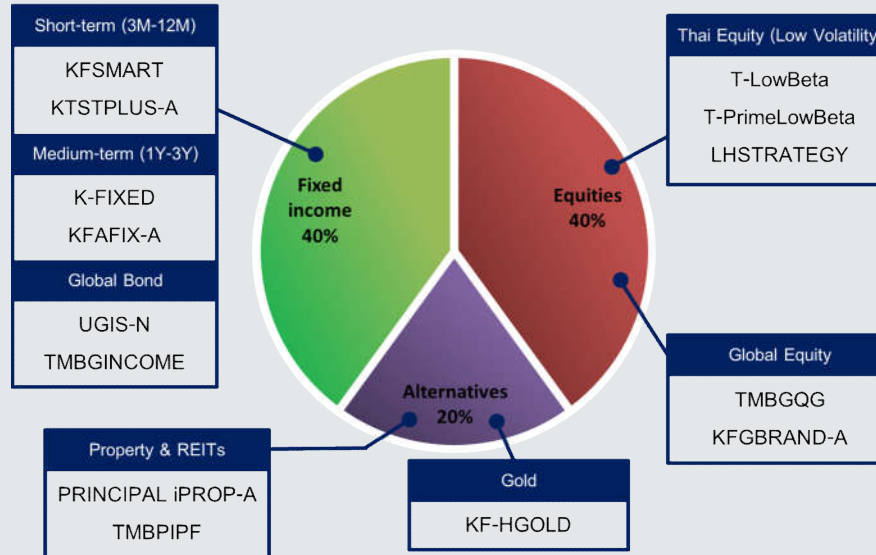 Short-term (3M-12M)
KFSMART
KTSTPLUS-A
Medium-term (1Y-3Y)
K-FIXED
KFAFIX-A
Global Bond
UGIS-N
TMBGINCOME
Fixed
income
40%
Equities
40%
Alternatives
20%
Thai Equity (Low Volatility
T-LowBeta
T-PrimeLowBeta
LHSTRATEGY
Global Equity
TMBGQG
KFGBRAND-A
Property & REITs
PRINCIPAL iPROP-A
TMBPIPF
Gold
KF-HGOLD